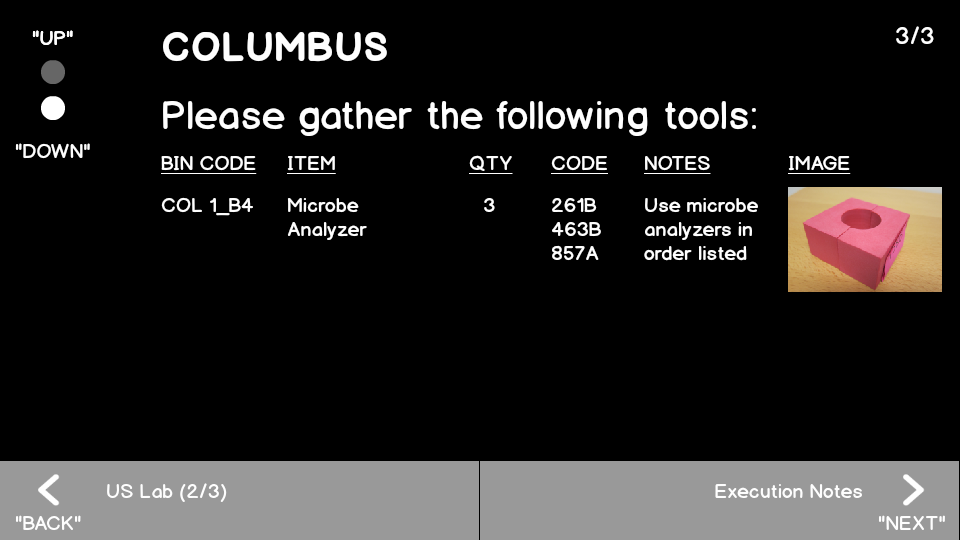 "UP"
COLUMBUS
3/3
"DOWN"
Please gather the following tools:
BIN CODE ITEM QTY CODE NOTES IMAGE
COL 1_B4 Microbe 3 261B Use microbe
Analyzer 463B analyzers in
857A order listed
US Lab (2/3)
Execution Notes
"BACK"
"NEXT"